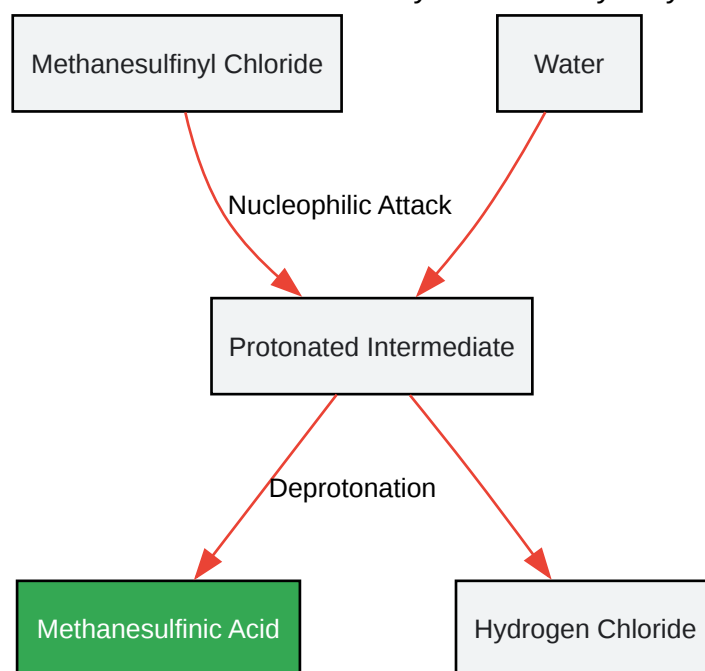 Methanesulfinyl Chloride
Water
Nucleophilic Attack
Protonated Intermediate
Deprotonation
Methanesulfinic Acid
Hydrogen Chloride